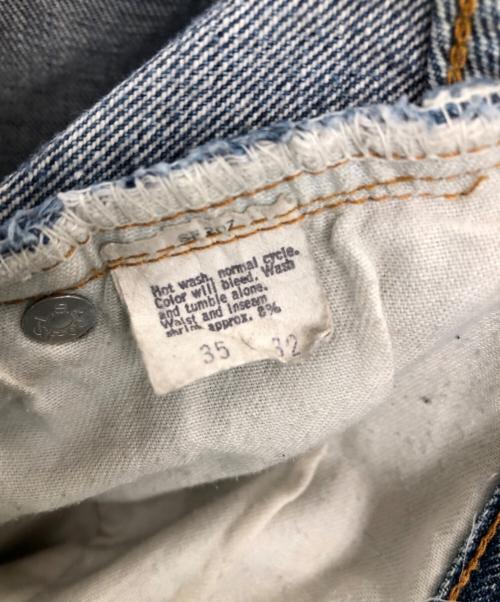 Hot wash, normal cycle.
Color will bleed. Wash
and tumble alone.
Waist and Inseam
shrink approx. 8%
35 32